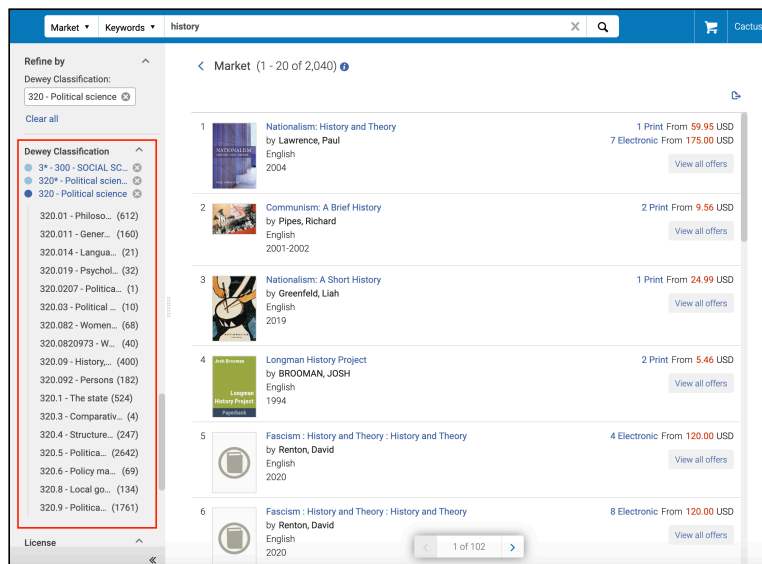 Market ▼ Keywords ▼ history Cactus
Refine by
Dewey Classification:
320 - Political science
Clear all
Dewey Classification
3* - 300 - SOCIAL SC...
320* - Political scien...
320 - Political science
320.01 - Philoso... (612)
320.011 - Gener... (160)
320.014 - Langua... (21)
320.019 - Psychol... (32)
320.0207 - Politica... (1)
320.03 - Political ... (10)
320.082 - Women... (68)
320.0820973 - W... (40)
320.09 - History,... (400)
320.092 - Persons (182)
320.1 - The state (524)
320.3 - Comparativ... (4)
320.4 - Structure... (247)
320.5 - Politica... (2642)
320.6 - Policy ma... (69)
320.8 - Local go... (134)
320.9 - Politica... (1761)
License
Market (1 - 20 of 2,040)
1 Nationalism: History and Theory
by Lawrence, Paul
English
2004
1 Print From 59.95 USD
7 Electronic From 175.00 USD
View all offers
NATIONALISM
2 Communism: A Brief History
by Pipes, Richard
English
2001-2002
2 Print From 9.56 USD
View all offers
3 Nationalism: A Short History
by Greenfeld, Liah
English
2019
1 Print From 24.99 USD
View all offers
4 Longman History Project
by BROOMAN, JOSH
English
1994
2 Print From 5.46 USD
View all offers
Josh Brooman
Longman
History Project
Paperback
5 Fascism : History and Theory : History and Theory
by Renton, David
English
2020
4 Electronic From 120.00 USD
View all offers
6 Fascism : History and Theory : History and Theory
by Renton, David
English
2020
8 Electronic From 120.00 USD
View all offers
1 of 102